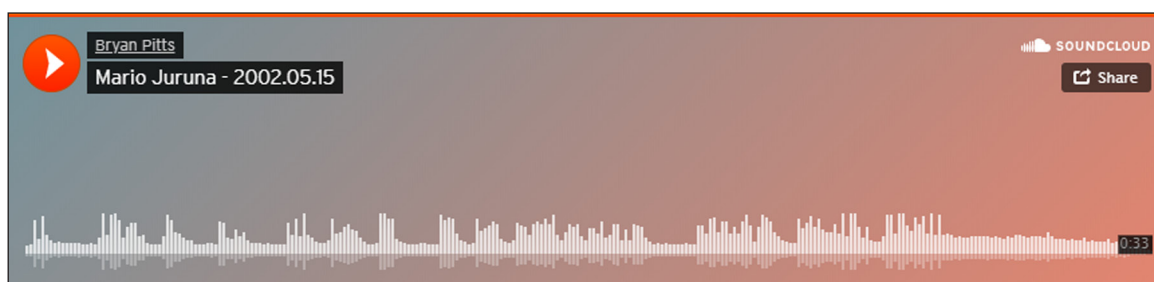 Bryan Pitts
SOUNDCLOUD
Mario Juruna - 2002.05.15
Share
0:33